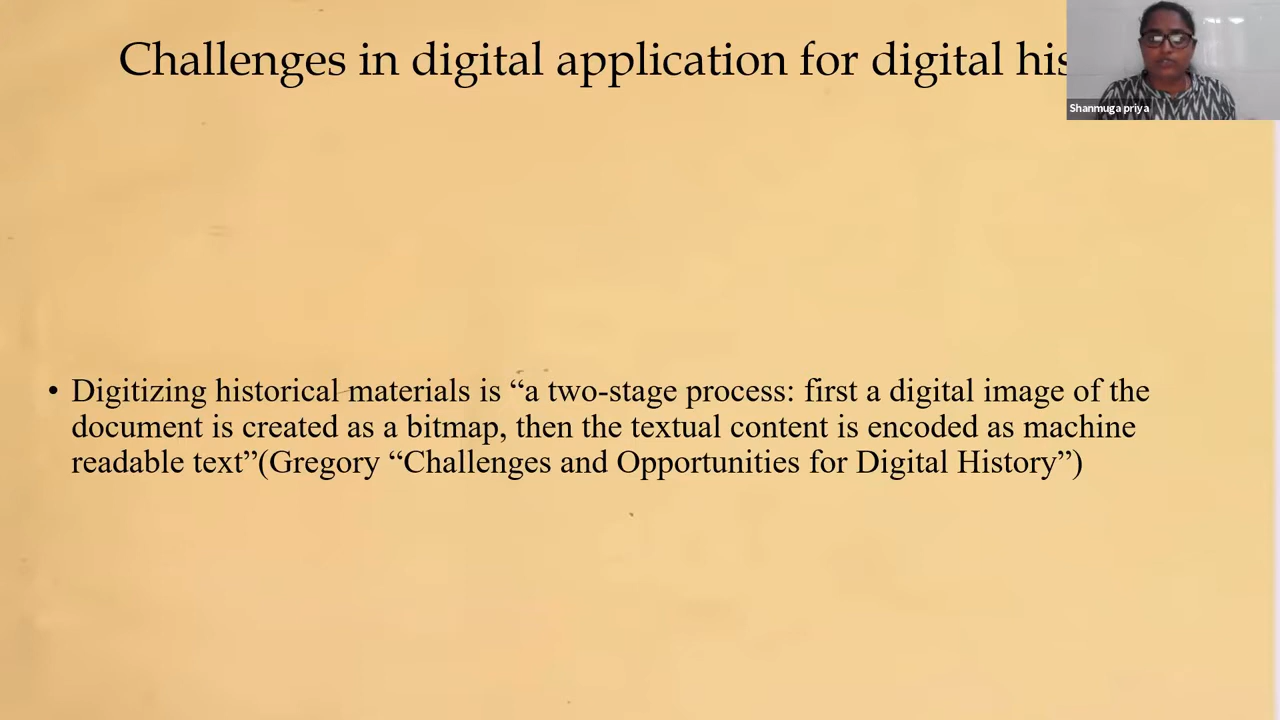 Challenges in digital application for digital his
Shanmuga priya
• Digitizing historical materials is “a two-stage process: first a digital image of the
document is created as a bitmap, then the textual content is encoded as machine
readable text”(Gregory “Challenges and Opportunities for Digital History”)